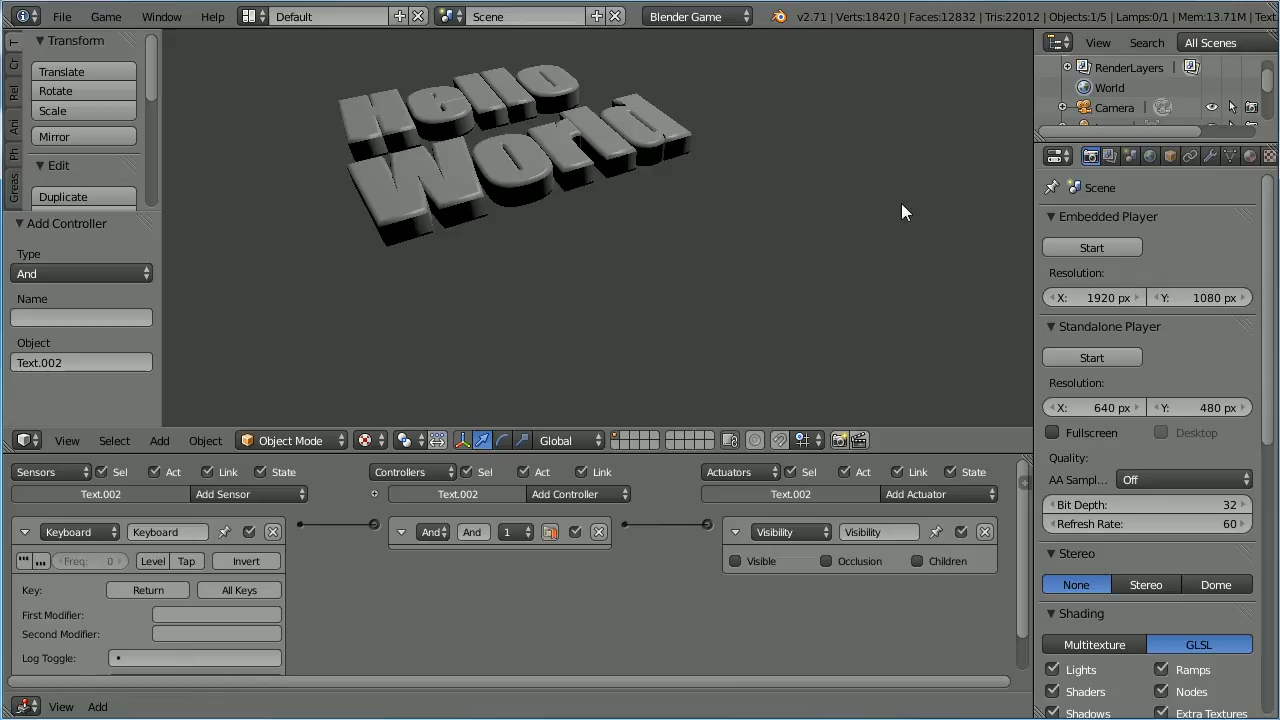 File Game Window Help Default Scene Blender Game v2.71 | Verts:18420 | Faces:12832 | Tris:22012 | Objects:1/5 | Lamps:0/1 | Mem:13.71M | Text
T
Cr
Rel
Ani
Ph
Greas
Transform
Translate
Rotate
Scale
Mirror
Edit
Duplicate
Add Controller
Type
And
Name
Object
Text.002
Hello
World
View Search All Scenes
RenderLayers
World
Camera
Scene
Embedded Player
Start
Resolution:
X: 1920 px Y: 1080 px
Standalone Player
Start
Resolution:
X: 640 px Y: 480 px
Fullscreen Desktop
Quality:
AA Sampl... Off
Bit Depth: 32
Refresh Rate: 60
Stereo
None Stereo Dome
Shading
Multitexture GLSL
Lights Ramps
Shaders Nodes
Shadows Extra Textures
View Select Add Object Object Mode Global
Sensors Sel Act Link State Controllers Sel Act Link Actuators Sel Act Link State
Text.002 Add Sensor Text.002 Add Controller Text.002 Add Actuator
Keyboard Keyboard And And 1 Visibility Visibility
Freq: 0 Level Tap Invert Visible Occlusion Children
Key: Return All Keys
First Modifier:
Second Modifier:
Log Toggle: •
View Add